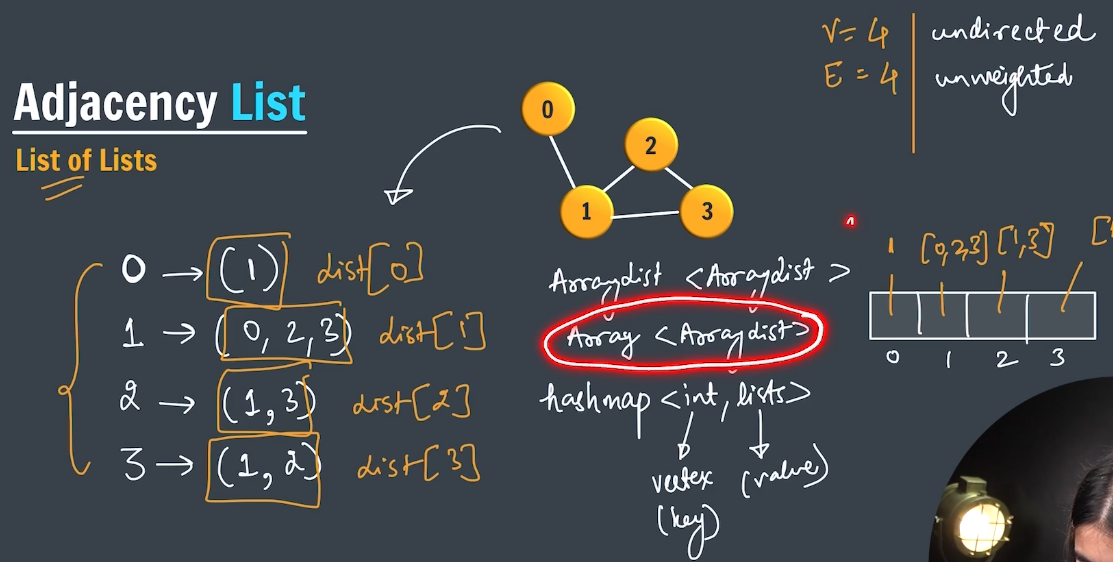 Adjacency List
List of Lists
V = 4
E = 4
undirected
unweighted
0
1
2
3
0 → (1) list[0]
1 → (0, 2, 3) list[1]
2 → (1, 3) list[2]
3 → (1, 2) list[3]
ArrayList <ArrayList>
Array <ArrayList>
hashmap <int, lists>
vertex (value)
(key)
1 [0,2,3] [1,3] [1
0 1 2 3